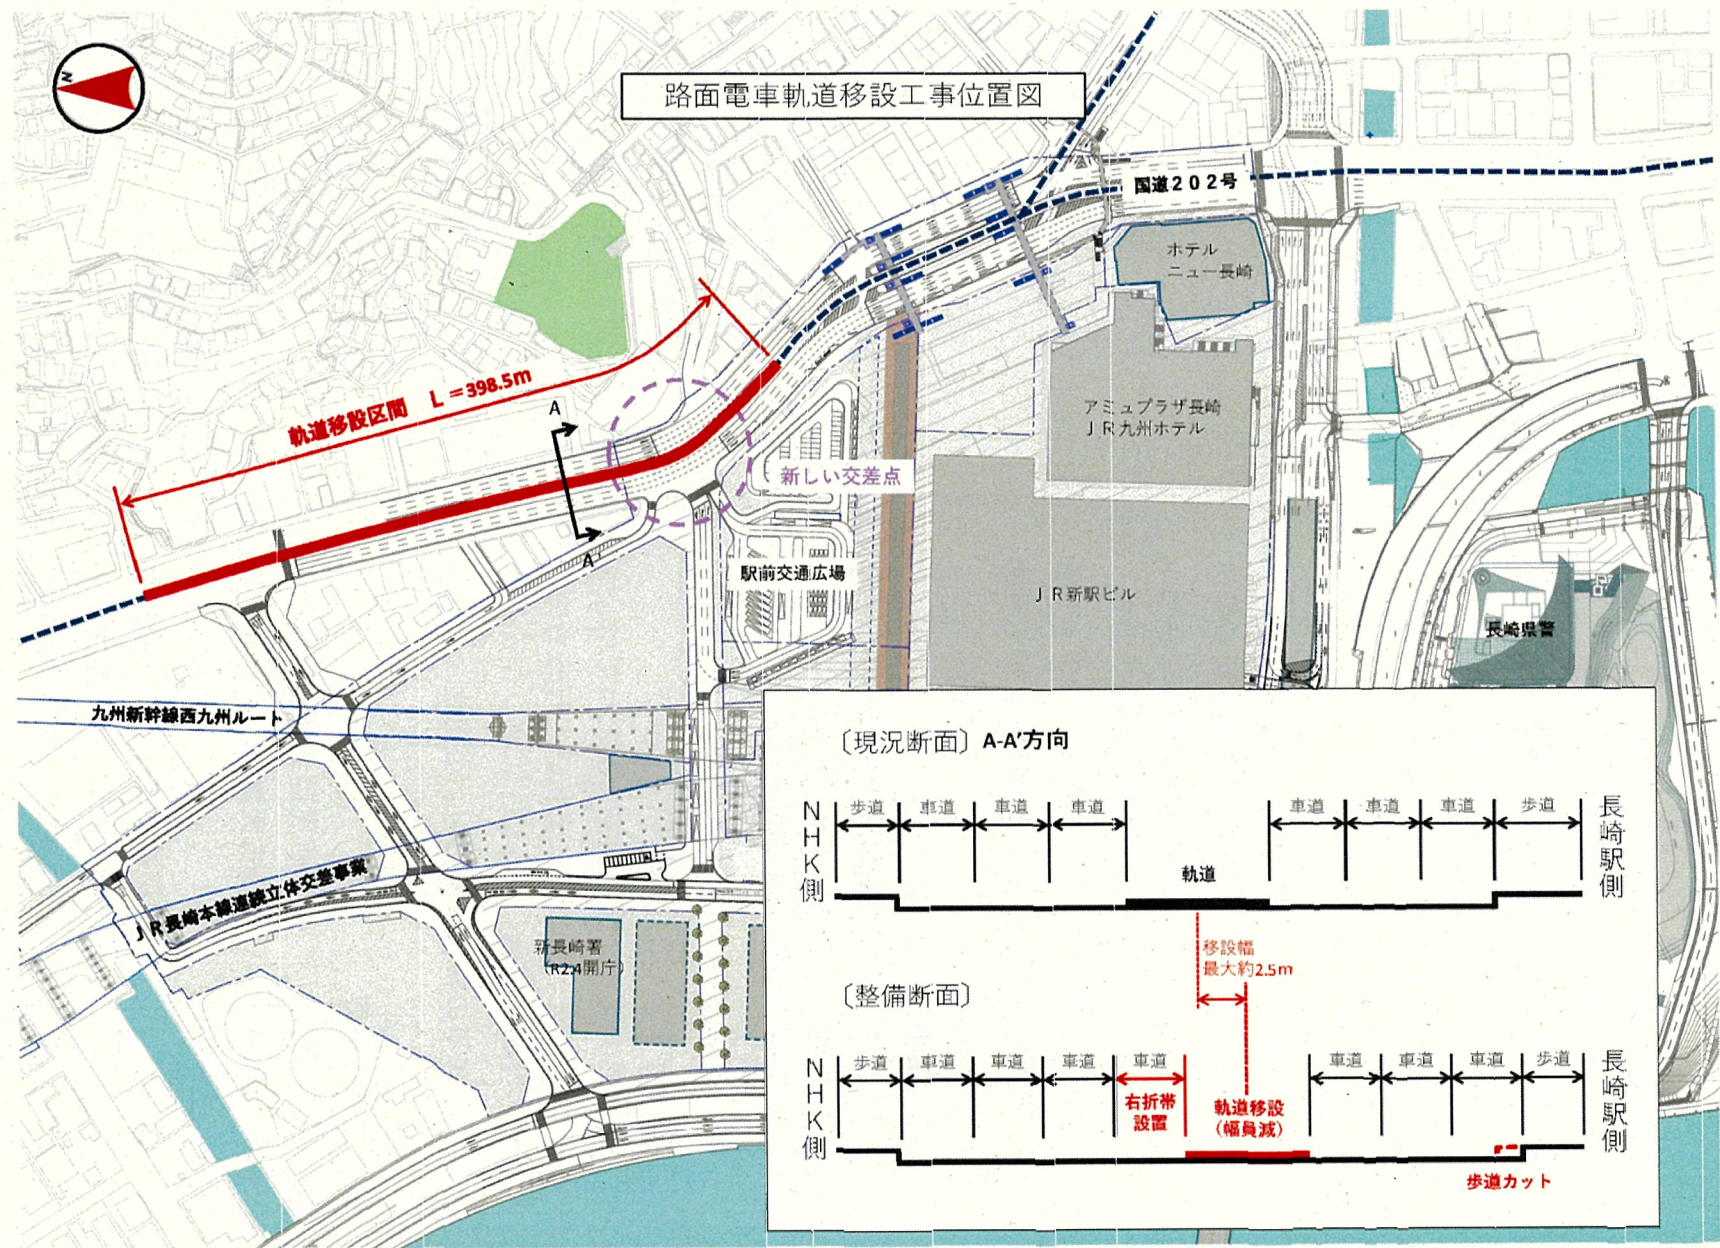 N
路面電車軌道移設工事位置図
国道202号
ホテル
ニュー長崎
軌道移設区間 L=398.5m
A
A'
新しい交差点
アミュプラザ長崎
JR九州ホテル
駅前交通広場
JR新駅ビル
長崎県警
九州新幹線西九州ルート
JR長崎本線連続立体交差事業
新長崎署
(R2.4開庁)
〔現況断面〕A-A'方向
NHK側
歩道 車道 車道 車道 車道 車道 車道 歩道
長崎駅側
軌道
移設幅
最大約2.5m
〔整備断面〕
NHK側
歩道 車道 車道 車道 車道 車道 車道 車道 歩道
長崎駅側
右折帯
設置
軌道移設
(幅員減)
歩道カット